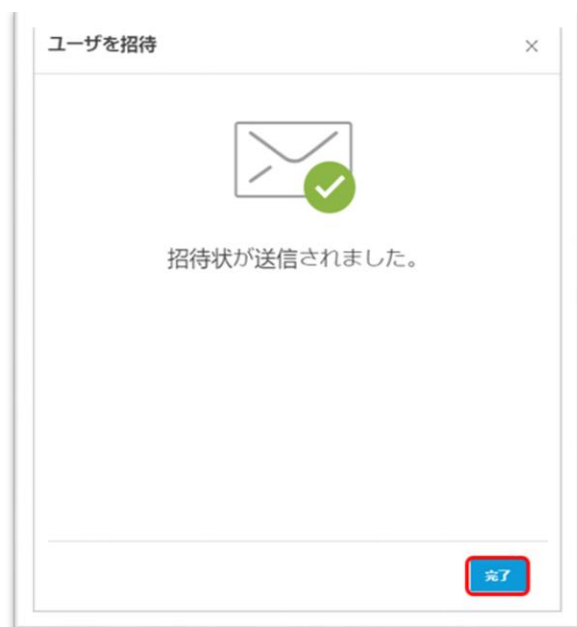 ユーザを招待
招待状が送信されました。
完了